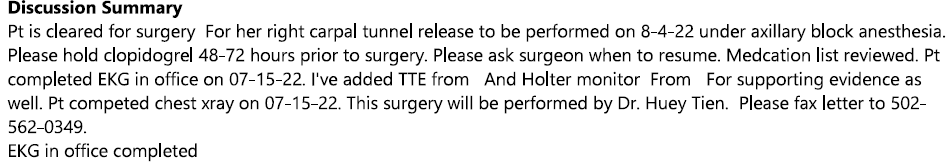 Discussion Summary
Pt is cleared for surgery  For her right carpal tunnel release to be performed on 8-4-22 under axillary block anesthesia.
Please hold clopidogrel 48-72 hours prior to surgery. Please ask surgeon when to resume. Medcation list reviewed. Pt
completed EKG in office on 07-15-22. I've added TTE from   And Holter monitor  From   For supporting evidence as
well. Pt competed chest xray on 07-15-22. This surgery will be performed by Dr. Huey Tien.  Please fax letter to 502-
562-0349.
EKG in office completed